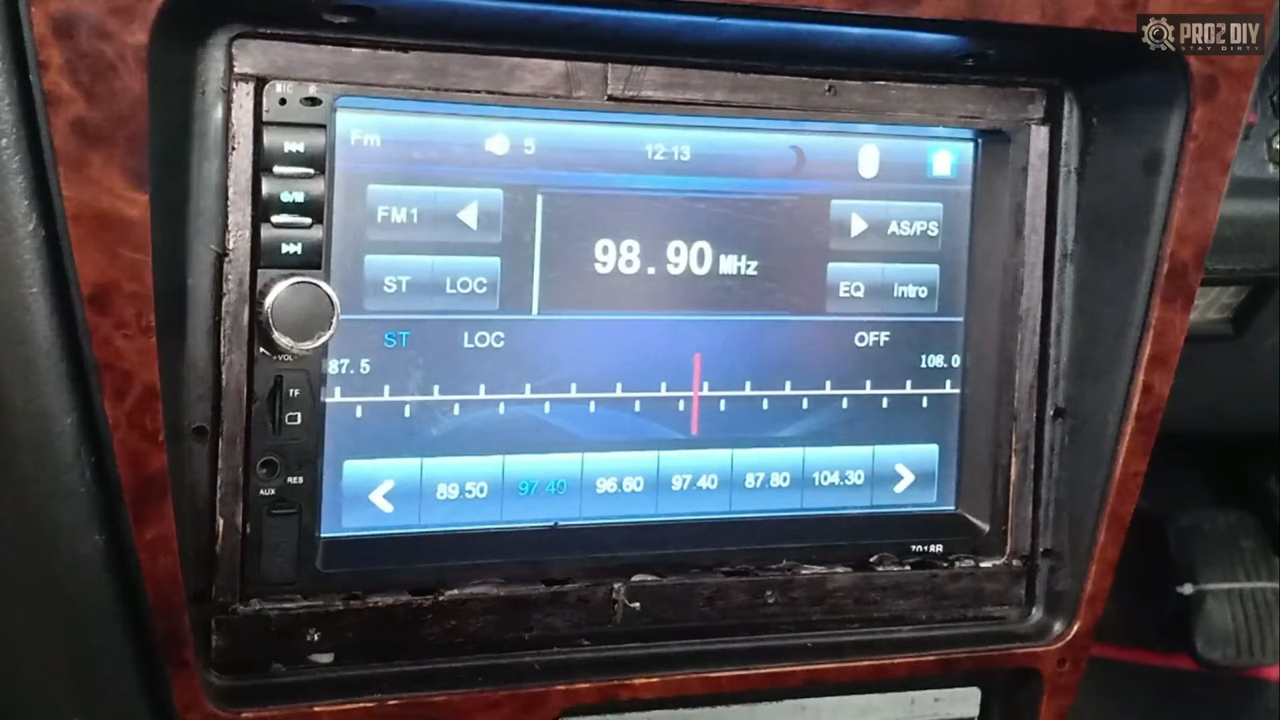 PRO2 DIY
STAY DIRTY
MIC
Fm 5 12:13
FM1 AS/PS
98.90 MHz
ST LOC EQ Intro
ST LOC OFF
87.5 108.0
VOL
TF
RES
AUX
89.50 97.40 96.60 97.40 87.80 104.30
7018B